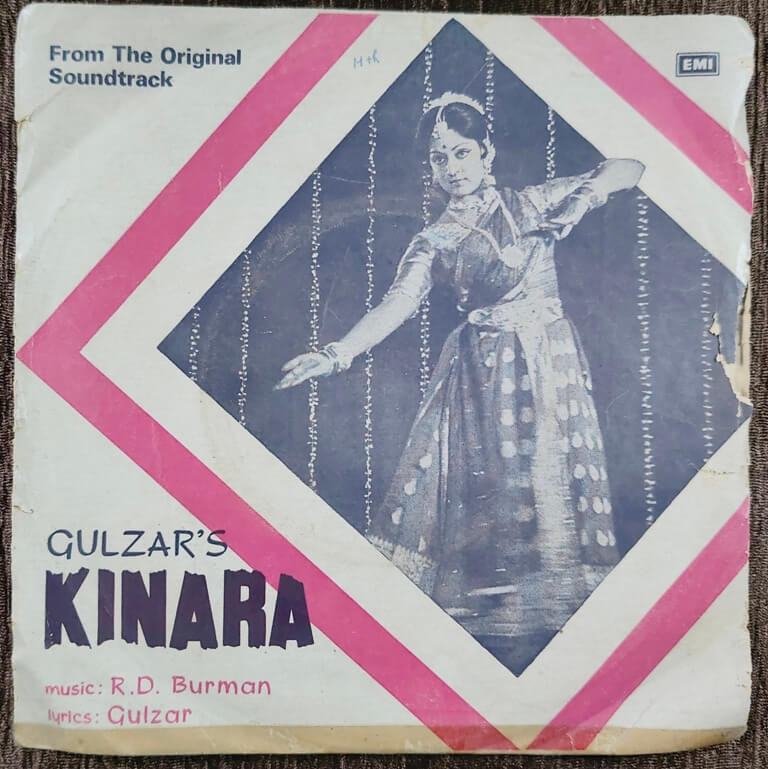 From The Original
Soundtrack
EMI
GULZAR'S
KINARA
music: R.D. Burman
lyrics: Gulzar